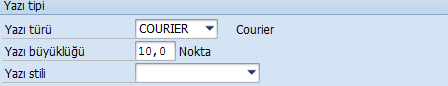 Yazı tipi
Yazı türü COURIER Courier
Yazı büyüklüğü 10,0 Nokta
Yazı stili